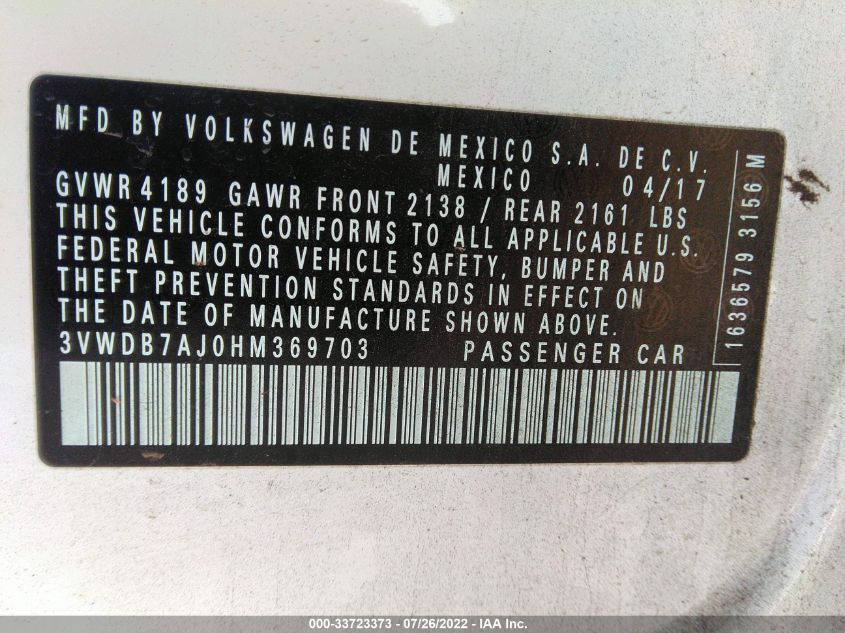 MFD BY VOLKSWAGEN DE MEXICO S.A. DE C.V.
MEXICO 04/17
GVWR 4189 GAWR FRONT 2138 / REAR 2161 LBS
THIS VEHICLE CONFORMS TO ALL APPLICABLE U.S.
FEDERAL MOTOR VEHICLE SAFETY, BUMPER AND
THEFT PREVENTION STANDARDS IN EFFECT ON
THE DATE OF MANUFACTURE SHOWN ABOVE.
3VWDB7AJ0HM369703 PASSENGER CAR
1636579 3156 M
000-33723373 - 07/26/2022 - IAA Inc.